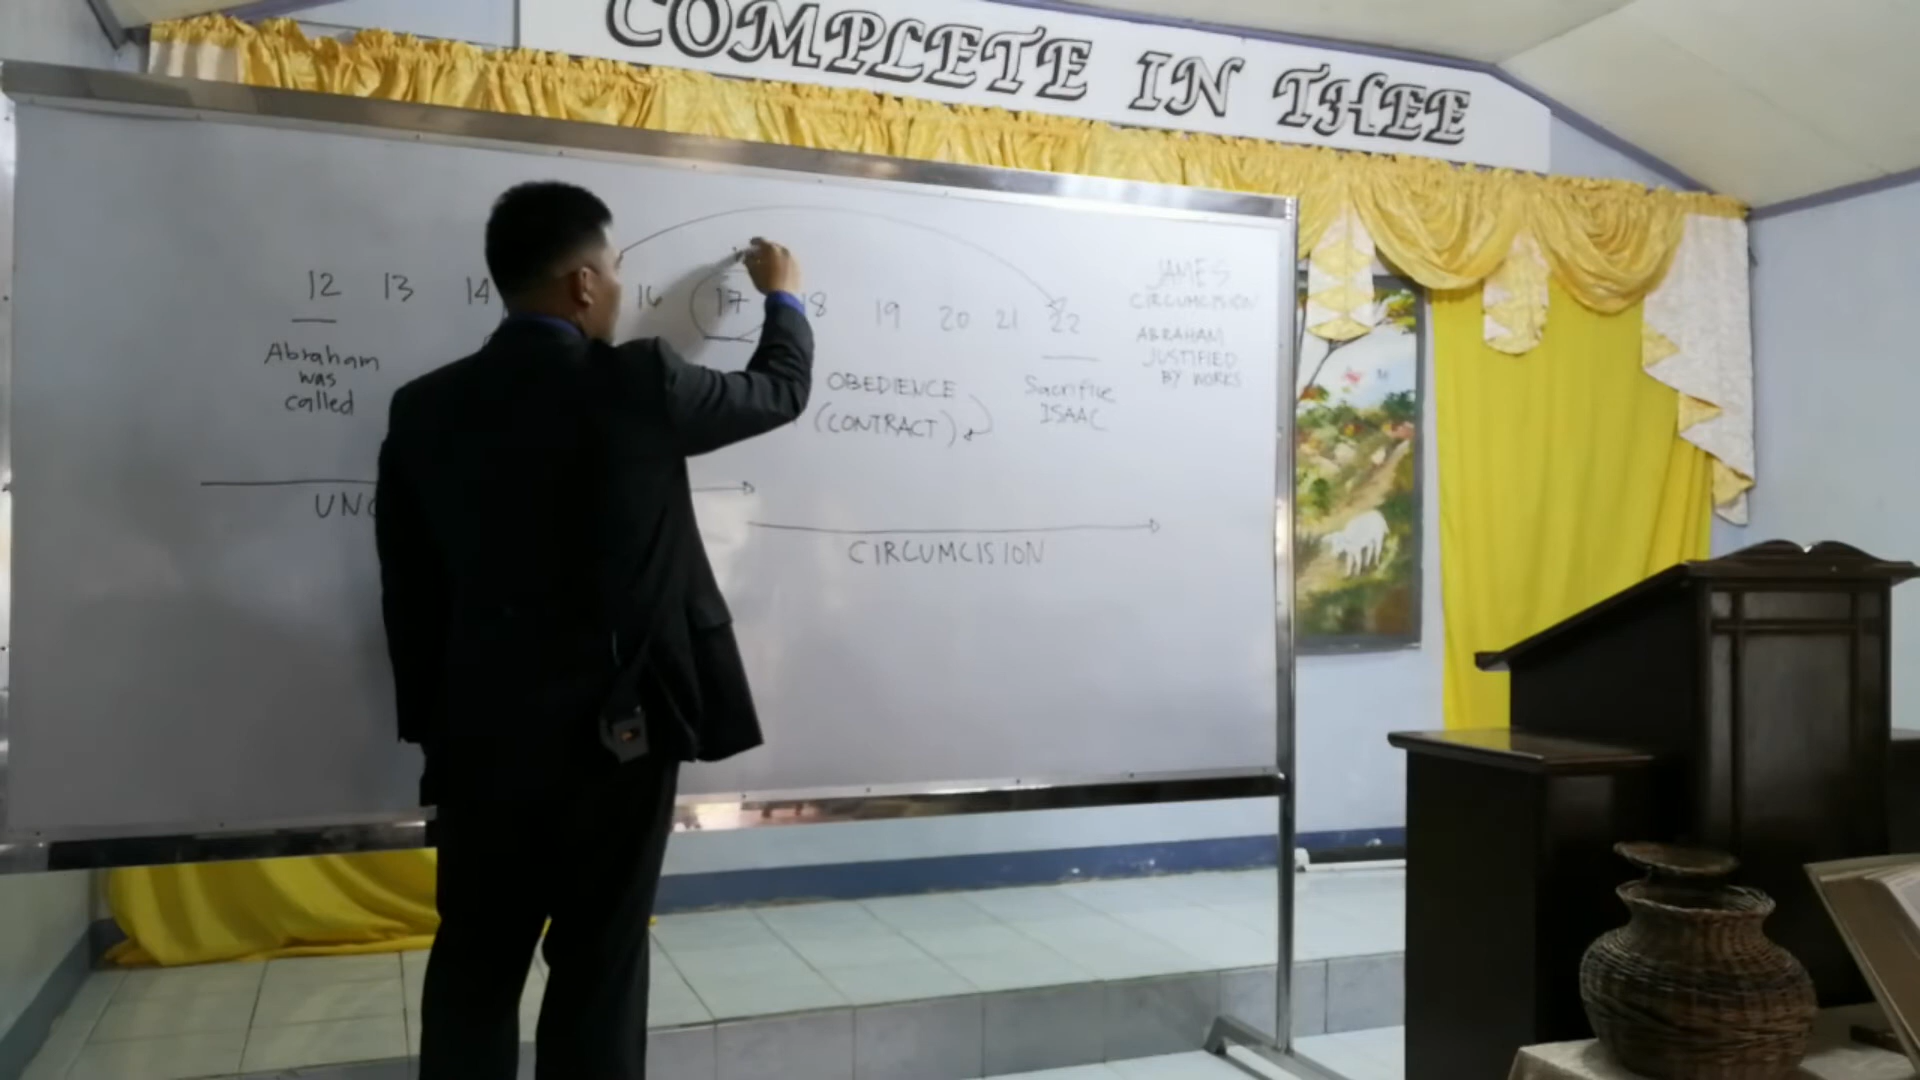 COMPLETE IN THEE
12 13 14 16 17 18 19 20 21 22
Abraham
was
called
OBEDIENCE
(CONTRACT)
Sacrifice
ISAAC
JAMES
CIRCUMCISION
ABRAHAM
JUSTIFIED
BY WORKS
CIRCUMCISION